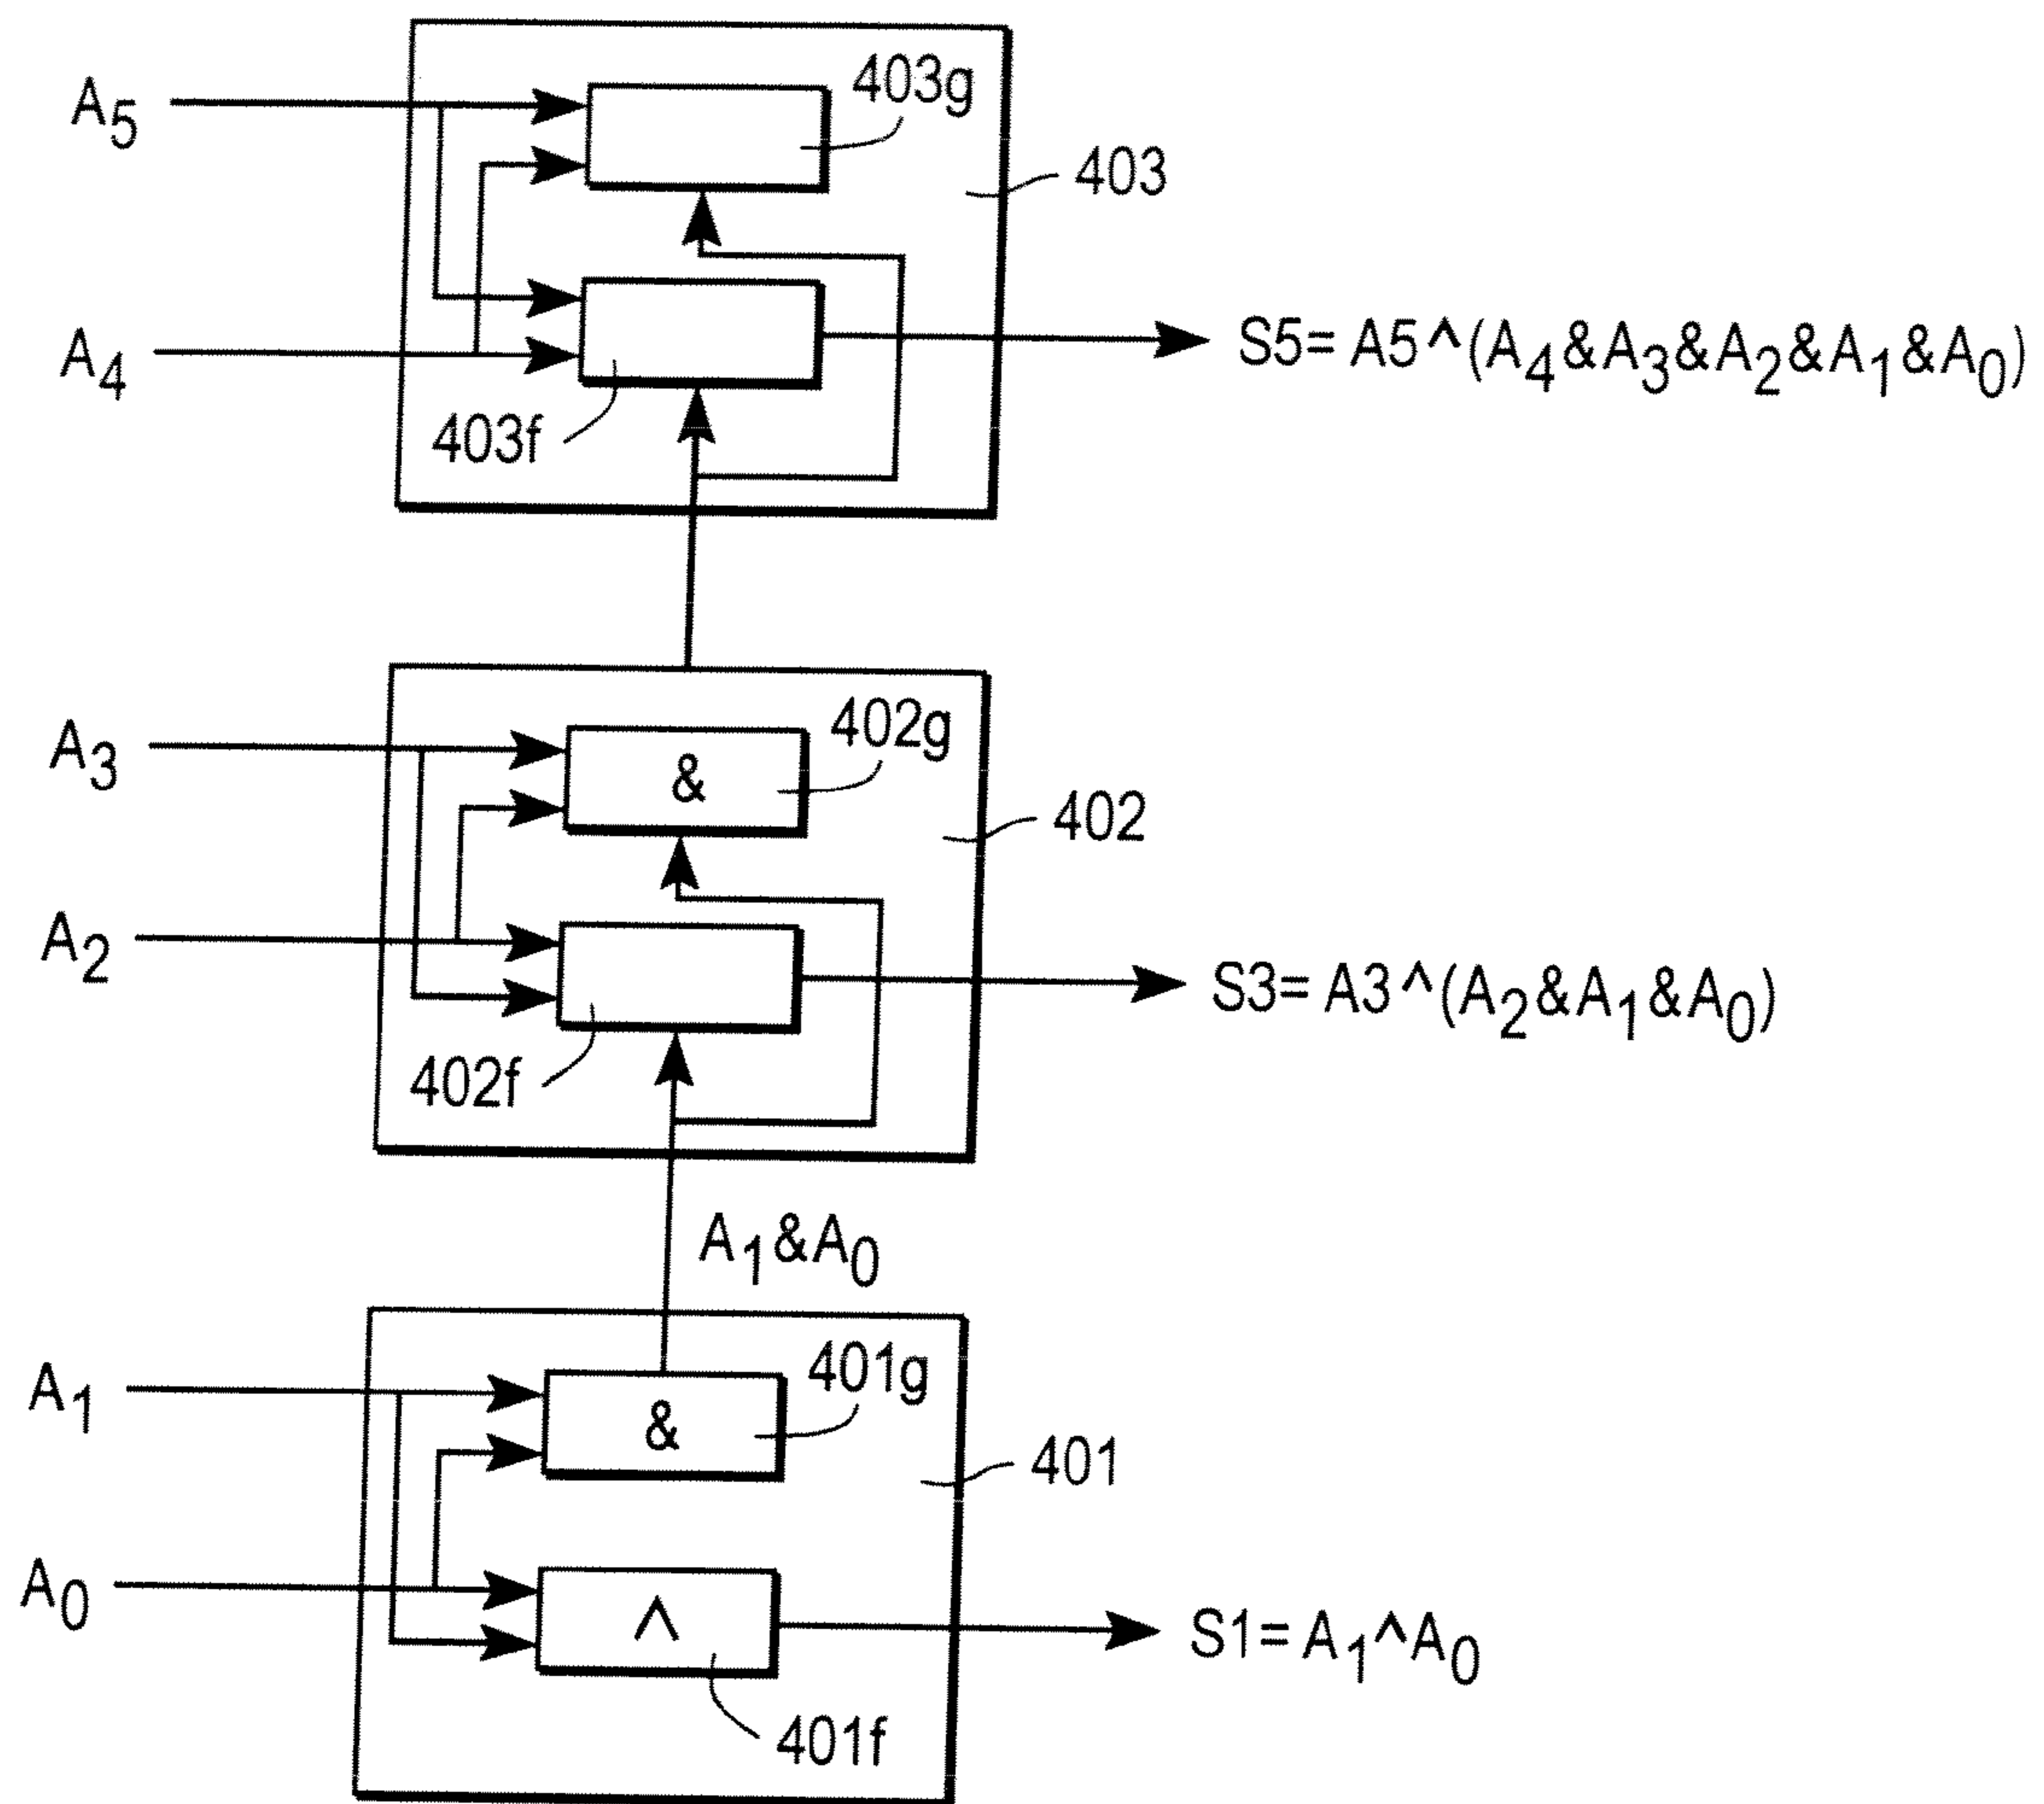 403g
A5
403
S5= A5^(A4&A3&A2&A1&A0)
A4
403f
402g
A3
&
402
A2
S3= A3^(A2&A1&A0)
402f
A1&A0
401g
A1
&
401
A0
^
S1= A1^A0
401f